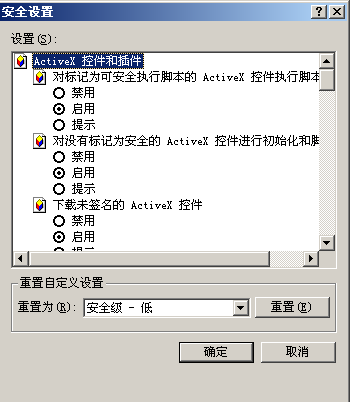 安全设置
设置(S):
ActiveX 控件和插件
对标记为可安全执行脚本的 ActiveX 控件执行脚本
禁用
启用
提示
对没有标记为安全的 ActiveX 控件进行初始化和脚
禁用
启用
提示
下载未签名的 ActiveX 控件
禁用
启用
重置自定义设置
重置为(R): 安全级 - 低 重置(E)
确定 取消